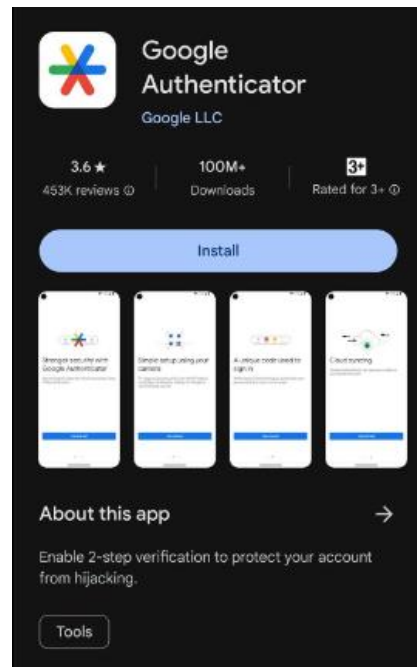 Google
Authenticator
Google LLC
3.6★
453K reviews
100M+
Downloads
3+
Rated for 3+
Install
Stronger security with
Google Authenticator
Simple setup using your
camera
A unique code used to
sign in
Cloud syncing
About this app
Enable 2-step verification to protect your account
from hijacking.
Tools